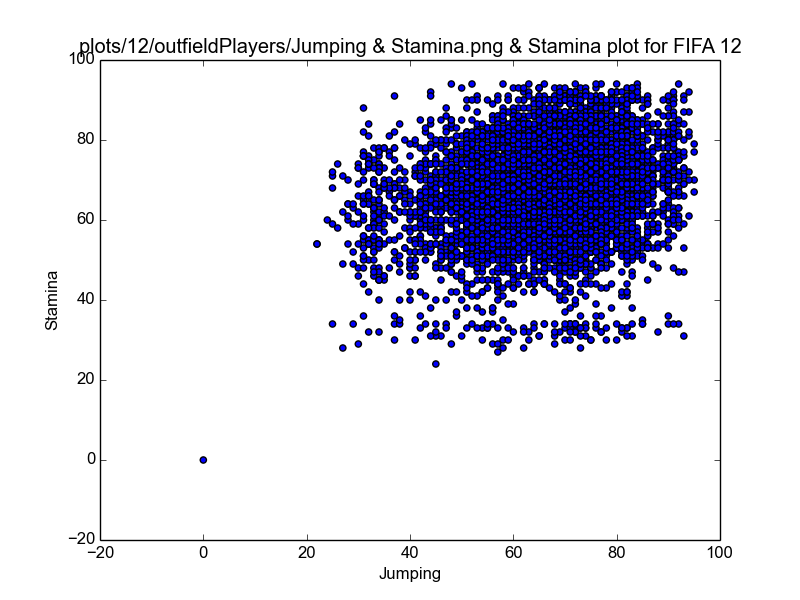 plots/12/outfieldPlayers/Jumping & Stamina.png & Stamina plot for FIFA 12
100
80
60
40
20
0
−20
Stamina
−20 0 20 40 60 80 100
Jumping